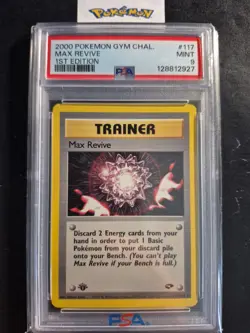 POKéMON
2000 POKEMON GYM CHAL. #117
MAX REVIVE MINT
1ST EDITION PSA 9
128812927
TRAINER
Max Revive
Discard 2 Energy cards from your
hand in order to put 1 Basic
Pokémon from your discard pile
onto your Bench. (You can't play
Max Revive if your Bench is full.)
PSA